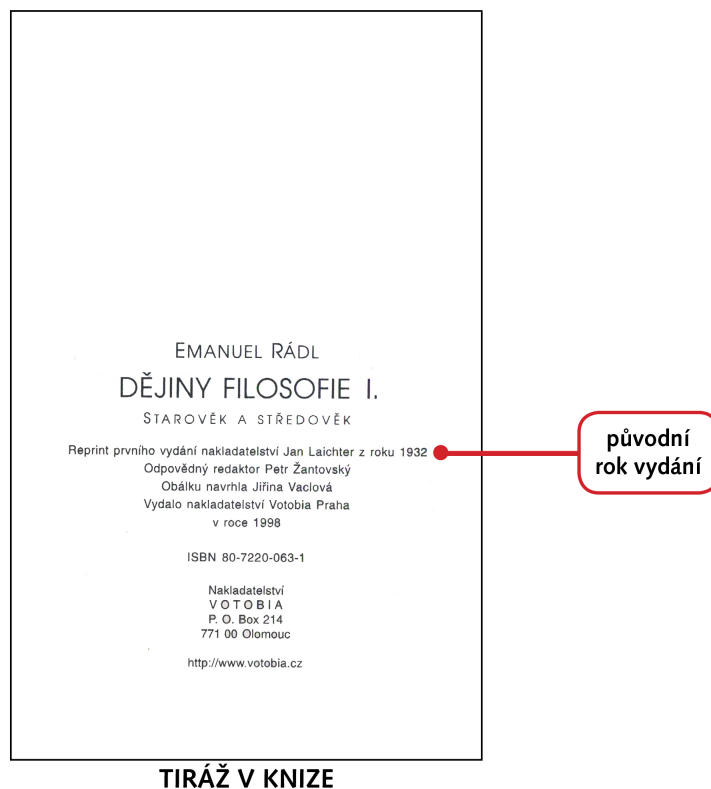 EMANUEL RÁDL
DĚJINY FILOSOFIE I.
STAROVĚK A STŘEDOVĚK
Reprint prvního vydání nakladatelství Jan Laichter z roku 1932
Odpovědný redaktor Petr Žantovský
Obálku navrhla Jiřina Vaclová
Vydalo nakladatelství Votobia Praha
v roce 1998
ISBN 80-7220-063-1
Nakladatelství
VOTOBIA
P. O. Box 214
771 00 Olomouc
http://www.votobia.cz
původní
rok vydání
TIRÁŽ V KNIZE